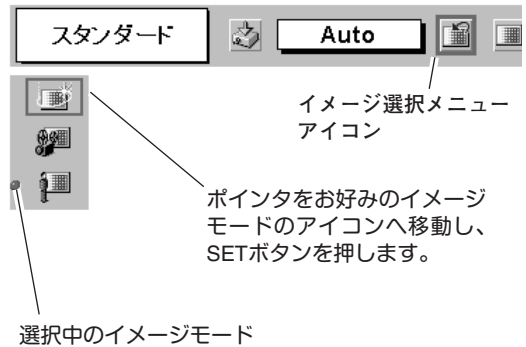 スタンダード
Auto
イメージ選択メニュー
アイコン
ポインタをお好みのイメージ
モードのアイコンへ移動し、
SETボタンを押します。
選択中のイメージモード